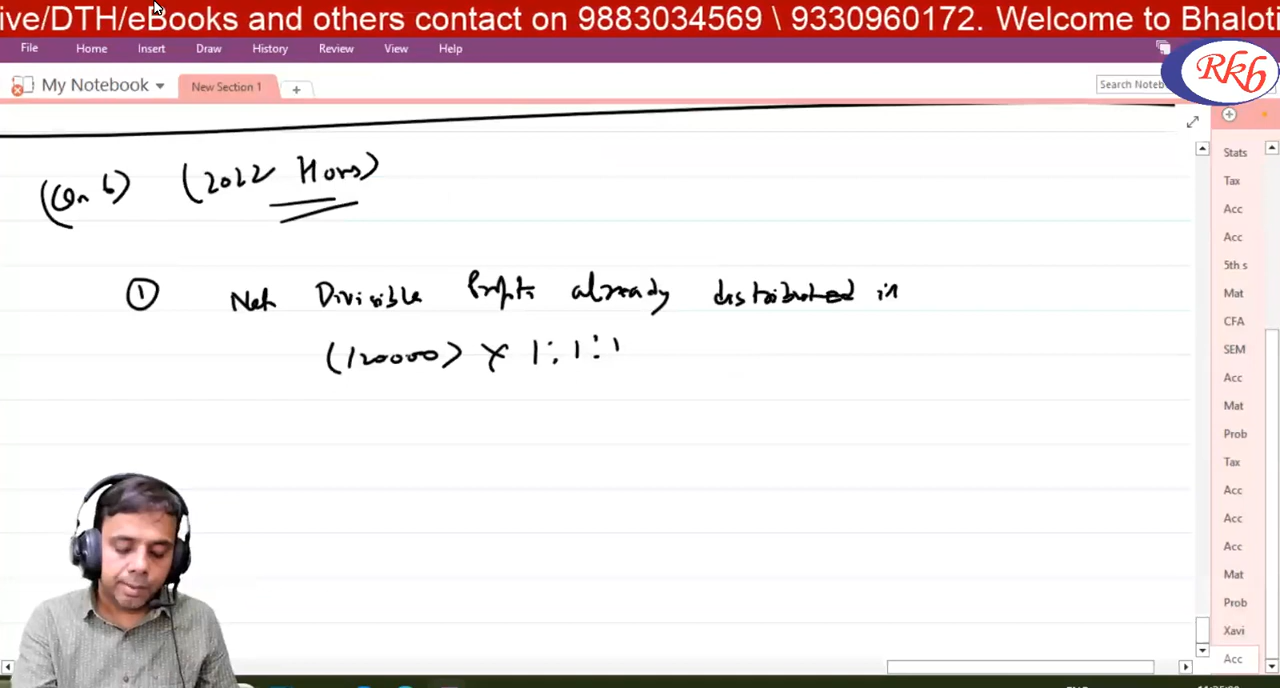 ive/DTH/eBooks and others contact on 9883034569 \ 9330960172. Welcome to Bhaloti
File Home Insert Draw History Review View Help
Rkb
My Notebook New Section 1 + Search Noteb
Stats
Tax
Acc
Acc
5th s
Mat
CFA
SEM
Acc
Mat
Prob
Tax
Acc
Acc
Acc
Mat
Prob
Xavi
Acc
(Qn 6) (2022 Hons)
① Net Divisible Profits already distributed in
(120000) × 1:1:1